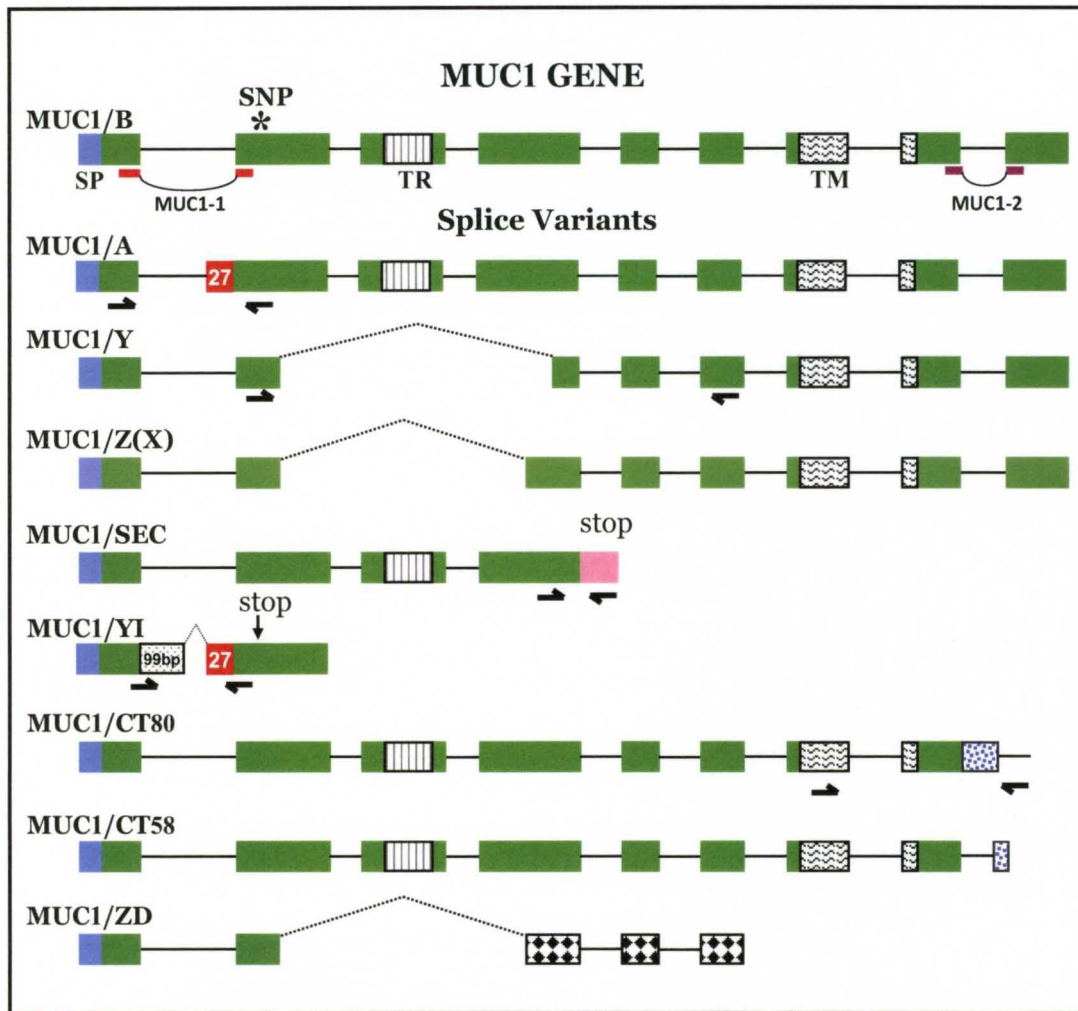 MUC1 GENE
SNP
*
MUC1/B
SP
TR
TM
MUC1-1
MUC1-2
Splice Variants
MUC1/A
27
MUC1/Y
MUC1/Z(X)
MUC1/SEC
stop
MUC1/YI
stop
99bp
27
MUC1/CT80
MUC1/CT58
MUC1/ZD